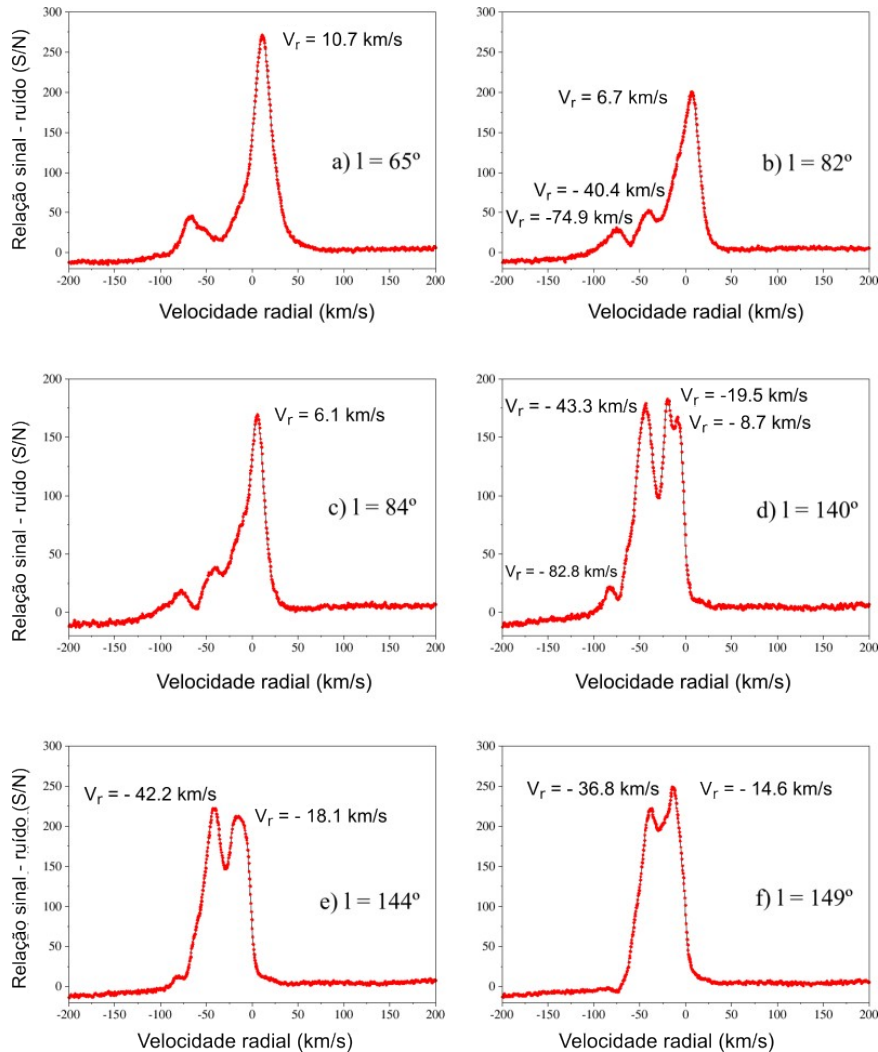 Relação sinal - ruído (S/N)
300
250
200
150
100
50
0
V_r = 10.7 km/s
a) l = 65º
-200 -150 -100 -50 0 50 100 150 200
Velocidade radial (km/s)
300
250
200
150
100
50
0
V_r = 6.7 km/s
V_r = - 40.4 km/s
V_r = -74.9 km/s
b) l = 82º
-200 -150 -100 -50 0 50 100 150 200
Velocidade radial (km/s)
Relação sinal - ruído (S/N)
200
150
100
50
0
V_r = 6.1 km/s
c) l = 84º
-200 -150 -100 -50 0 50 100 150 200
Velocidade radial (km/s)
200
150
100
50
0
V_r = - 43.3 km/s
V_r = -19.5 km/s
V_r = - 8.7 km/s
d) l = 140º
V_r = - 82.8 km/s
-200 -150 -100 -50 0 50 100 150 200
Velocidade radial (km/s)
Relação sinal - ruído (S/N)
300
250
200
150
100
50
0
V_r = - 42.2 km/s
V_r = - 18.1 km/s
e) l = 144º
-200 -150 -100 -50 0 50 100 150 200
Velocidade radial (km/s)
300
250
200
150
100
50
0
V_r = - 36.8 km/s
V_r = - 14.6 km/s
f) l = 149º
-200 -150 -100 -50 0 50 100 150 200
Velocidade radial (km/s)